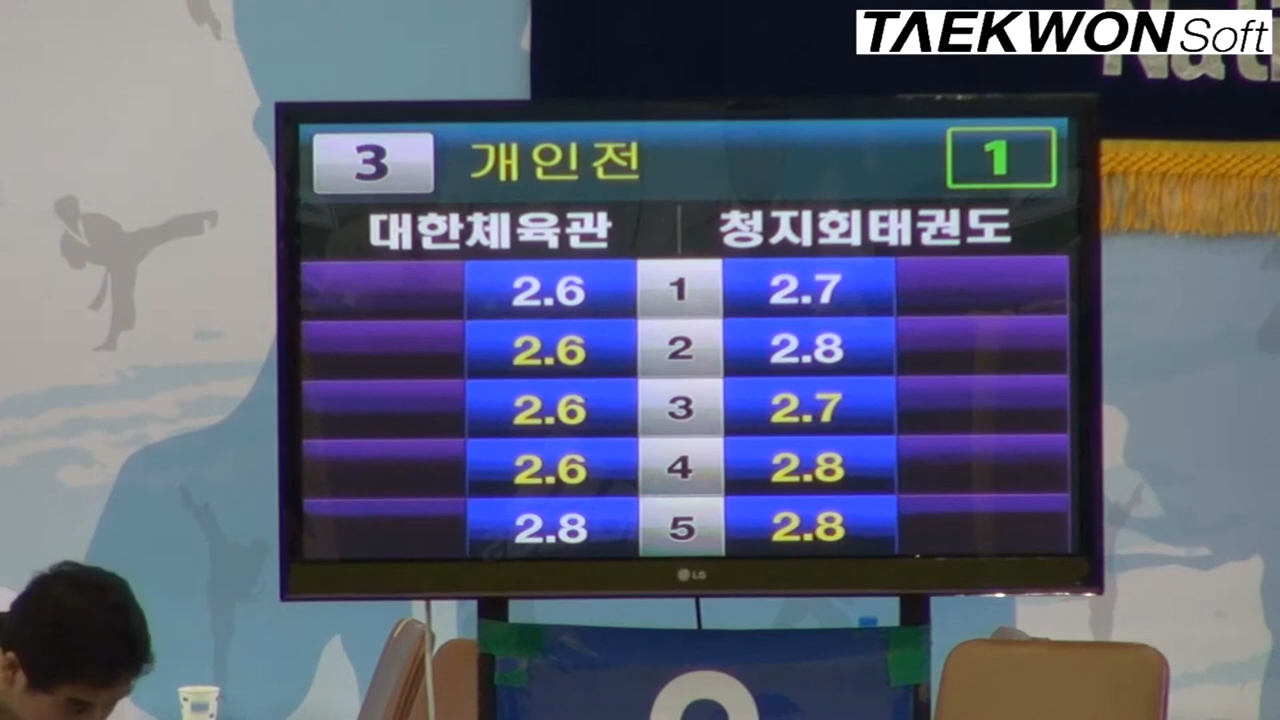 TAEKWON Soft
3 개인전 1
대한체육관 청지회태권도
2.6 1 2.7
2.6 2 2.8
2.6 3 2.7
2.6 4 2.8
2.8 5 2.8
LG